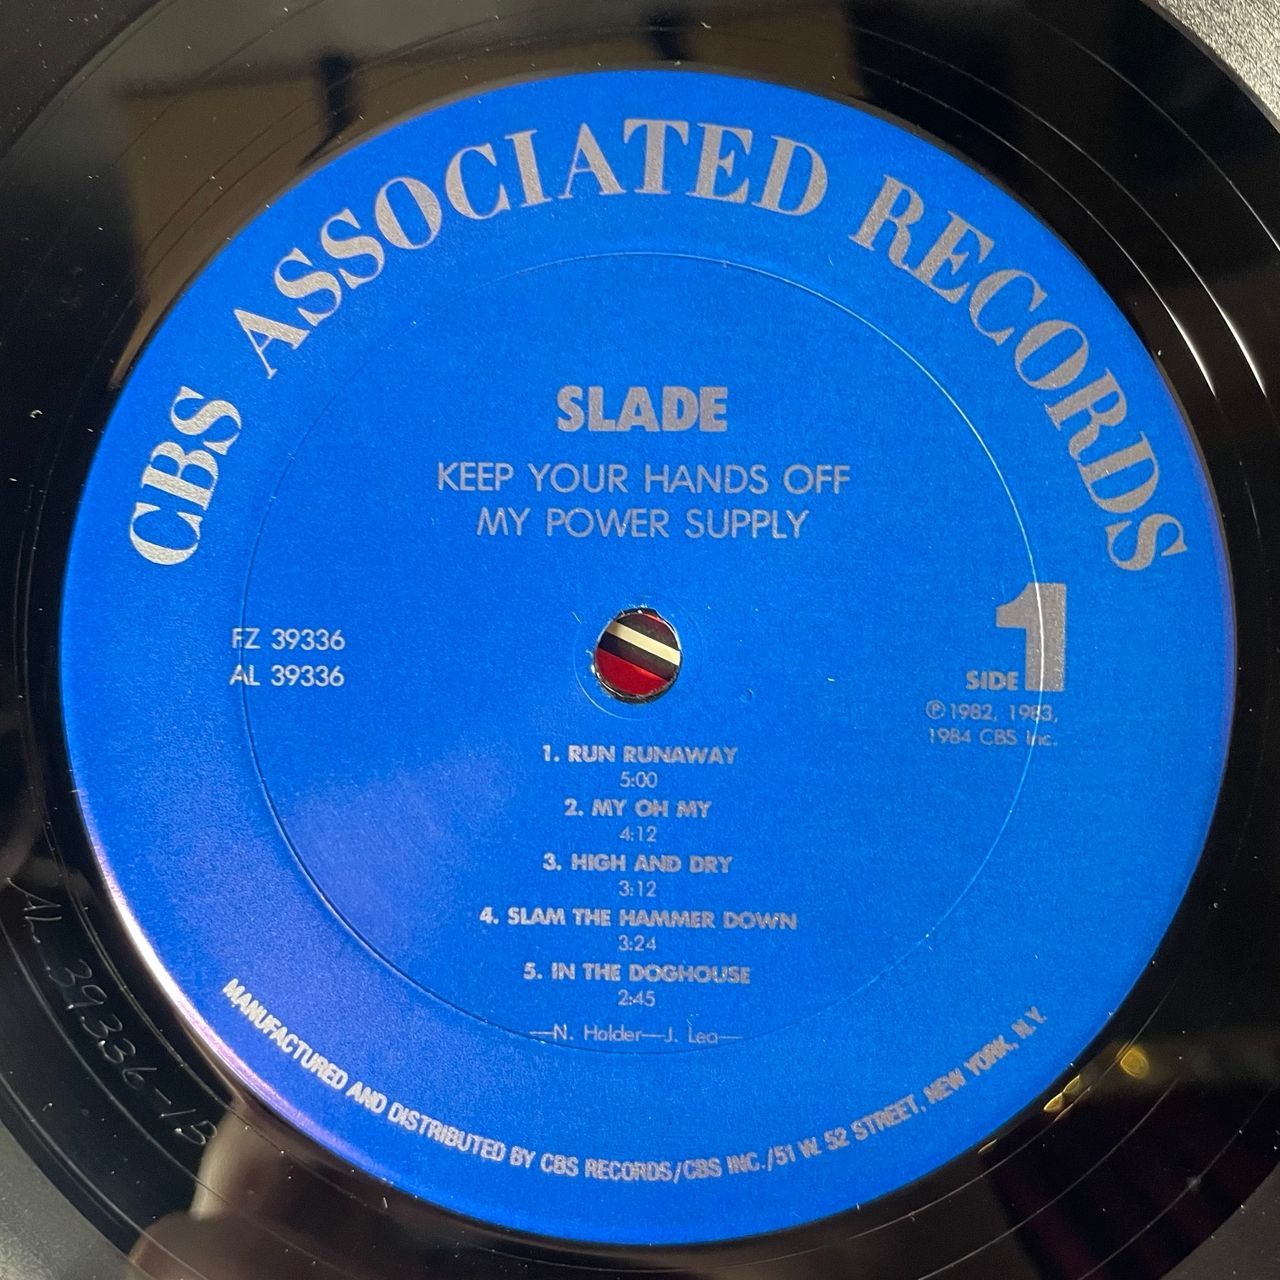 CBS ASSOCIATED RECORDS
SLADE
KEEP YOUR HANDS OFF
MY POWER SUPPLY
FZ 39336
AL 39336
SIDE 1
℗ 1982, 1983,
1984 CBS Inc.
1. RUN RUNAWAY
5:00
2. MY OH MY
4:12
3. HIGH AND DRY
3:12
4. SLAM THE HAMMER DOWN
3:24
5. IN THE DOGHOUSE
2:45
—N. Holder—J. Lea—
MANUFACTURED AND DISTRIBUTED BY CBS RECORDS/CBS INC./51 W. 52 STREET, NEW YORK, N.Y.
AL 39336-1B